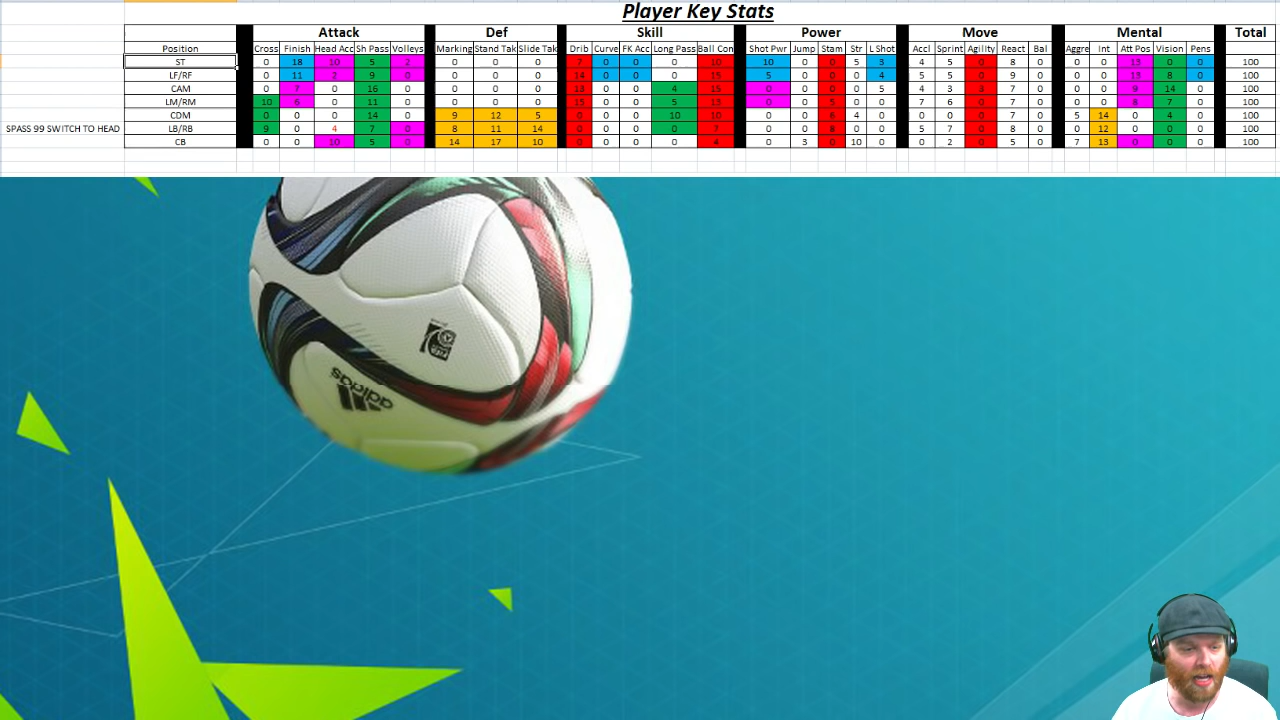 Player Key Stats
Attack Def Skill Power Move Mental Total
Position Cross Finish Head Acc Sh Pass Volleys Marking Stand Tak Slide Tak Drib Curve FK Acc Long Pass Ball Con Shot Pwr Jump Stam Str L Shot Accl Sprint Agility React Bal Aggre Int Att Pos Vision Pens
ST 0 18 10 5 2 0 0 0 7 0 0 0 10 10 0 0 5 3 4 5 0 8 0 0 0 13 0 0 100
LF/RF 0 11 2 9 0 0 0 0 14 0 0 0 15 5 0 0 0 4 5 5 0 9 0 0 0 13 8 0 100
CAM 0 7 0 16 0 0 0 0 13 0 0 4 15 0 0 0 0 5 4 3 3 7 0 0 0 9 14 0 100
LM/RM 10 6 0 11 0 0 0 0 15 0 0 5 13 0 0 5 0 0 7 6 0 7 0 0 0 8 7 0 100
CDM 0 0 0 14 0 9 12 5 0 0 0 10 10 0 0 6 4 0 0 0 0 7 0 5 14 0 4 0 100
SPASS 99 SWITCH TO HEAD LB/RB 9 0 4 7 0 8 11 14 0 0 0 0 7 0 0 8 0 0 5 7 0 8 0 0 12 0 0 0 100
CB 0 0 10 5 0 14 17 10 0 0 0 0 4 0 3 0 10 0 0 2 0 5 0 7 13 0 0 0 100
adidas